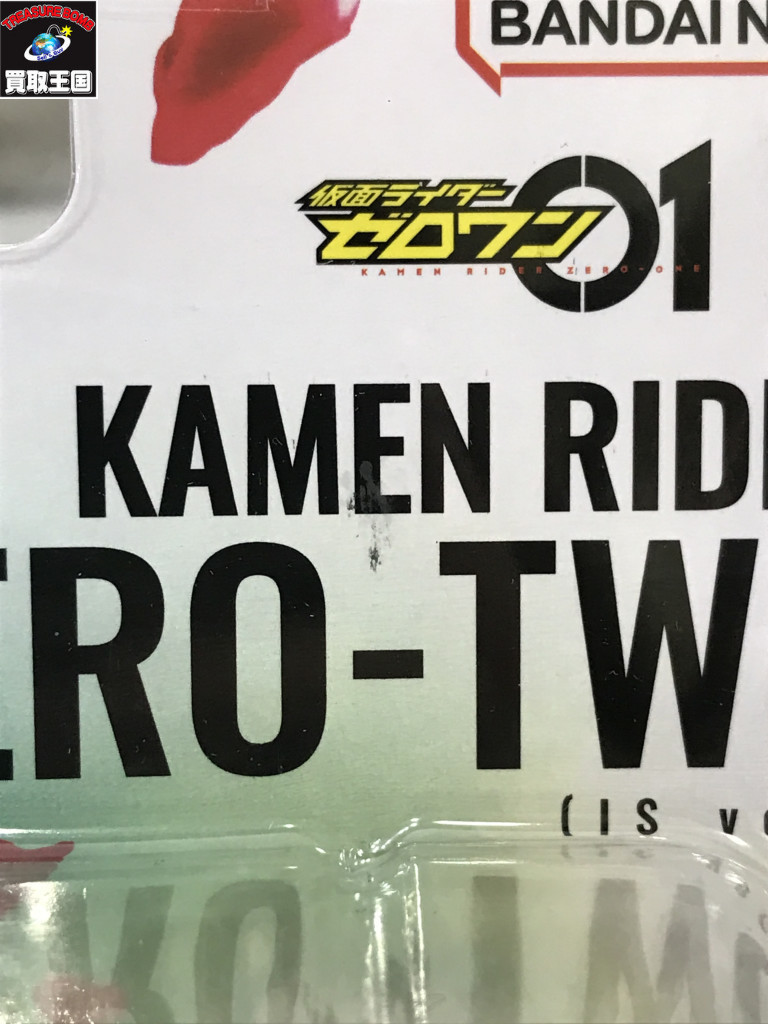 TREASURE BOMB
買取王国
BANDAI N
仮面ライダー
ゼロワン
01
KAMEN RIDER ZERO-ONE
KAMEN RID
ERO-TW
(IS ve